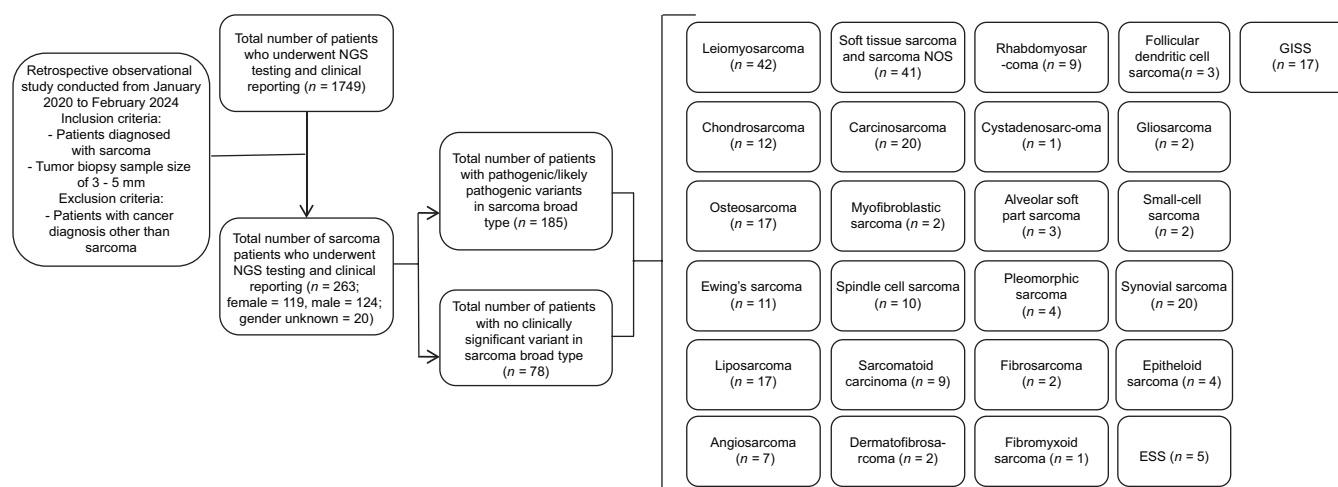 Retrospective observational
study conducted from January
2020 to February 2024
Inclusion criteria:
- Patients diagnosed
with sarcoma
- Tumor biopsy sample size
of 3 - 5 mm
Exclusion criteria:
- Patients with cancer
diagnosis other than
sarcoma
Total number of patients
who underwent NGS
testing and clinical
reporting (n = 1749)
Total number of sarcoma
patients who underwent
NGS testing and clinical
reporting (n = 263;
female = 119, male = 124;
gender unknown = 20)
Total number of patients
with pathogenic/likely
pathogenic variants
in sarcoma broad
type (n = 185)
Total number of patients
with no clinically
significant variant in
sarcoma broad type
(n = 78)
Leiomyosarcoma
(n = 42)
Soft tissue sarcoma
and sarcoma NOS
(n = 41)
Rhabdomyosar
-coma (n = 9)
Follicular
dendritic cell
sarcoma(n = 3)
GISS
(n = 17)
Chondrosarcoma
(n = 12)
Carcinosarcoma
(n = 20)
Cystadenosarc-oma
(n = 1)
Gliosarcoma
(n = 2)
Osteosarcoma
(n = 17)
Myofibroblastic
sarcoma (n = 2)
Alveolar soft
part sarcoma
(n = 3)
Small-cell
sarcoma
(n = 2)
Ewing's sarcoma
(n = 11)
Spindle cell sarcoma
(n = 10)
Pleomorphic
sarcoma
(n = 4)
Synovial sarcoma
(n = 20)
Liposarcoma
(n = 17)
Sarcomatoid
carcinoma (n = 9)
Fibrosarcoma
(n = 2)
Epitheloid
sarcoma (n = 4)
Angiosarcoma
(n = 7)
Dermatofibrosa-
rcoma (n = 2)
Fibromyxoid
sarcoma (n = 1)
ESS (n = 5)